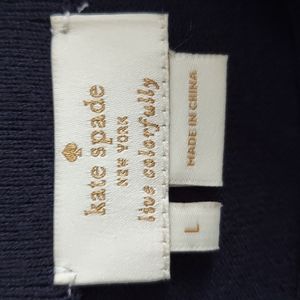 kate spade
NEW YORK
live colorfully
MADE IN CHINA
L